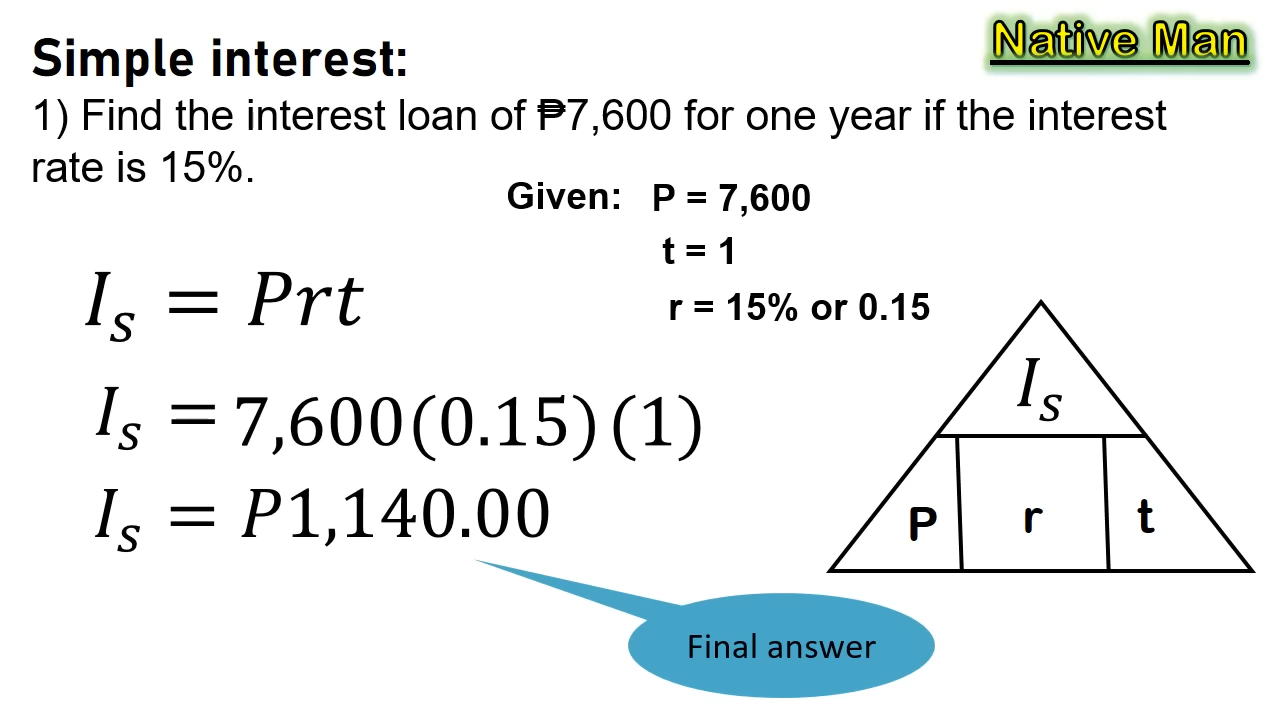 Native Man
Simple interest:
1) Find the interest loan of ₱7,600 for one year if the interest
rate is 15%.
Given: P = 7,600
t = 1
r = 15% or 0.15
Iₛ = Prt
Iₛ = 7,600(0.15)(1)
Iₛ = P1,140.00
Iₛ
P r t
Final answer